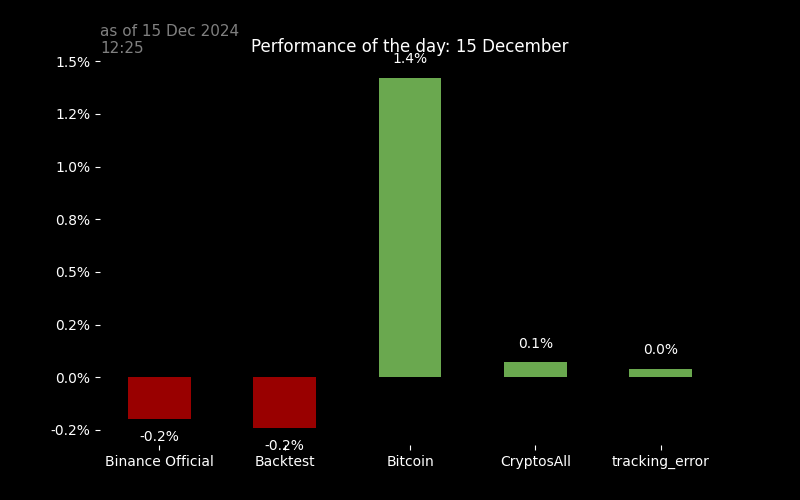 as of 15 Dec 2024
12:25
Performance of the day: 15 December
1.5%
1.2%
1.0%
0.8%
0.5%
0.2%
0.0%
-0.2%
1.4%
0.1%
0.0%
-0.2%
-0.2%
Binance Official
Backtest
Bitcoin
CryptosAll
tracking_error